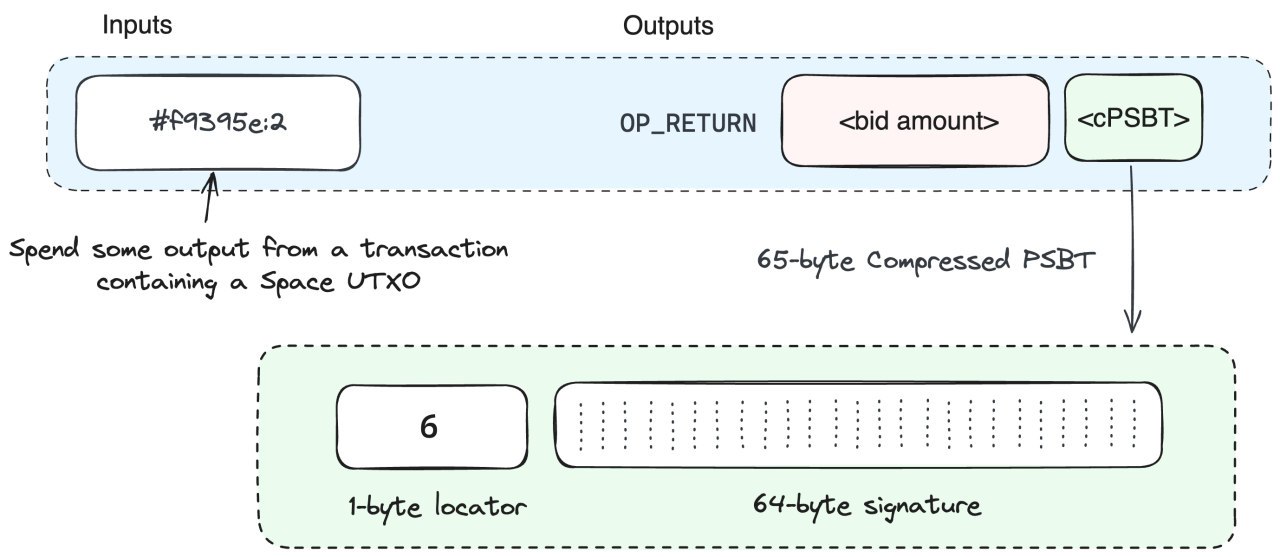 Inputs
Outputs
#f9395e:2
OP_RETURN
<bid amount>
<cPSBT>
Spend some output from a transaction
containing a Space UTXO
65-byte Compressed PSBT
6
1-byte locator
64-byte signature